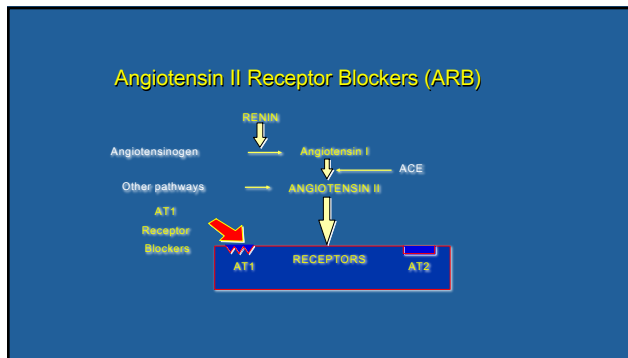 Angiotensin II Receptor Blockers (ARB)
RENIN
Angiotensinogen
Angiotensin I
ACE
Other pathways
ANGIOTENSIN II
AT1
Receptor
Blockers
RECEPTORS
AT1
AT2